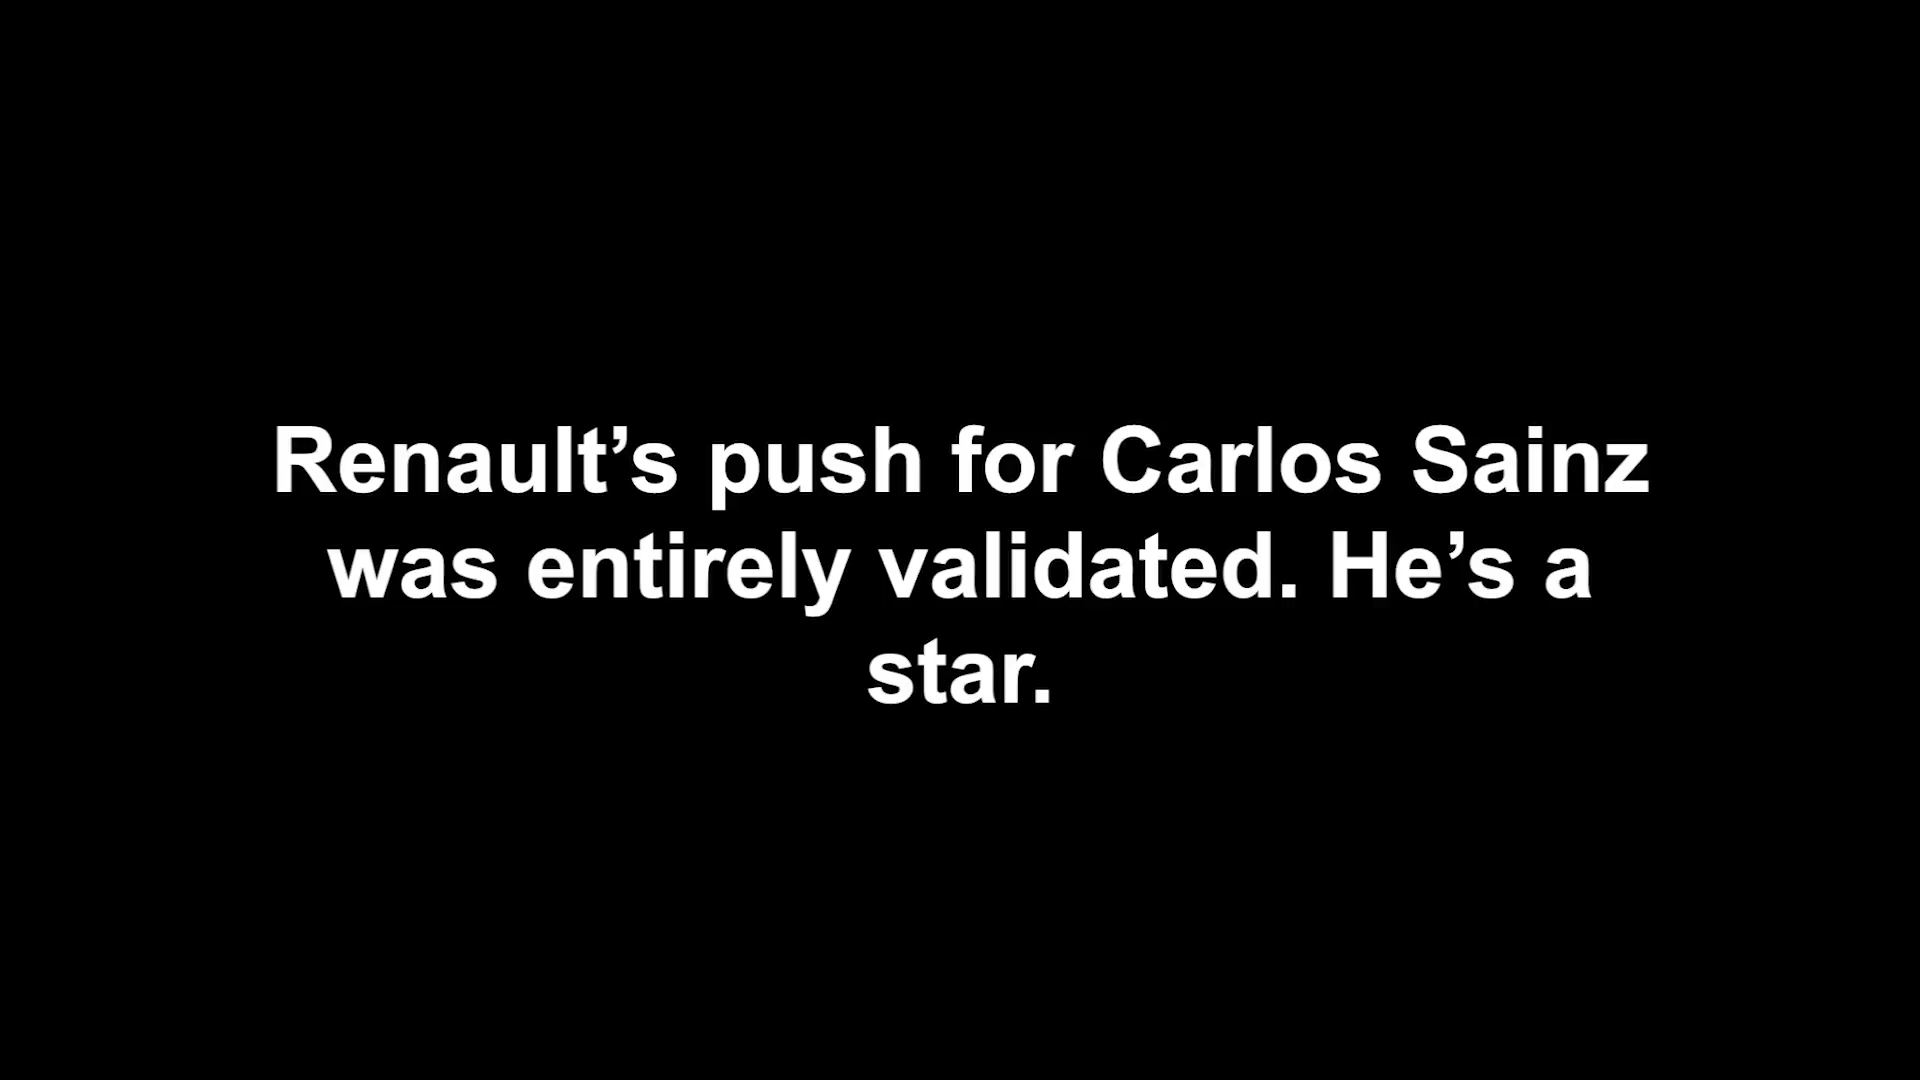 Renault’s push for Carlos Sainz
was entirely validated. He’s a
star.